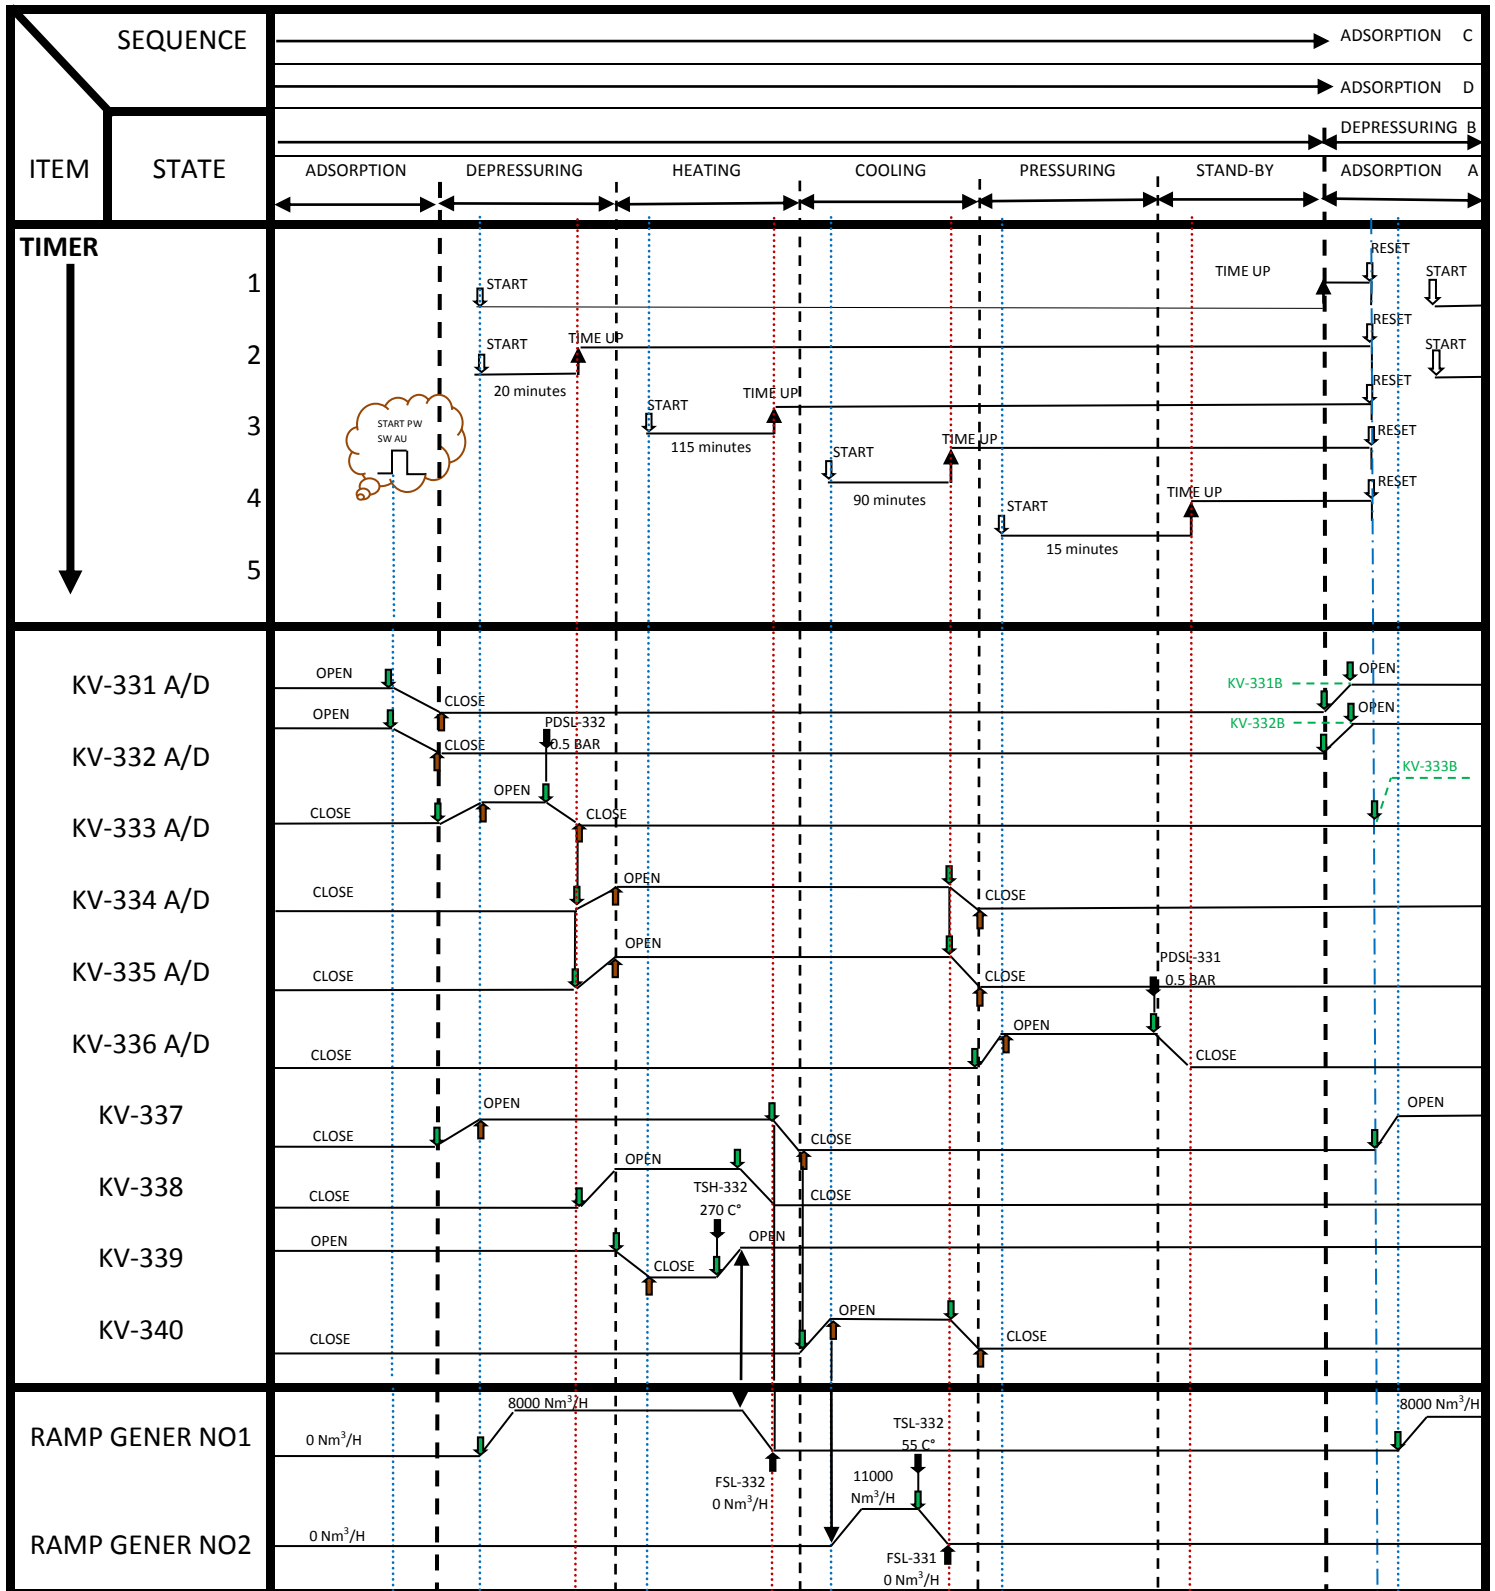 SEQUENCE
ADSORPTION C
ADSORPTION D
DEPRESSURING B
ITEM STATE ADSORPTION DEPRESSURING HEATING COOLING PRESSURING STAND-BY ADSORPTION A
TIMER
RESET
1 START TIME UP START
RESET
2 START TIME UP START
20 minutes RESET
TIME UP
START PW
SW AU
3 START RESET
115 minutes TIME UP
START
4 90 minutes TIME UP RESET
START
15 minutes
5
KV-331 A/D OPEN CLOSE KV-331B OPEN
OPEN PDSL-332 KV-332B OPEN
KV-332 A/D CLOSE 0.5 BAR
KV-333B
OPEN
KV-333 A/D CLOSE CLOSE
KV-334 A/D CLOSE OPEN CLOSE
OPEN
PDSL-331
KV-335 A/D CLOSE CLOSE 0.5 BAR
OPEN
KV-336 A/D CLOSE CLOSE
KV-337 OPEN OPEN
CLOSE CLOSE
OPEN
KV-338 CLOSE TSH-332 CLOSE
270 C°
KV-339 OPEN OPEN
CLOSE
OPEN
KV-340 CLOSE CLOSE
8000 Nm³/H 8000 Nm³/H
RAMP GENER NO1 0 Nm³/H TSL-332
55 C°
FSL-332 11000
0 Nm³/H Nm³/H
RAMP GENER NO2 0 Nm³/H
FSL-331
0 Nm³/H